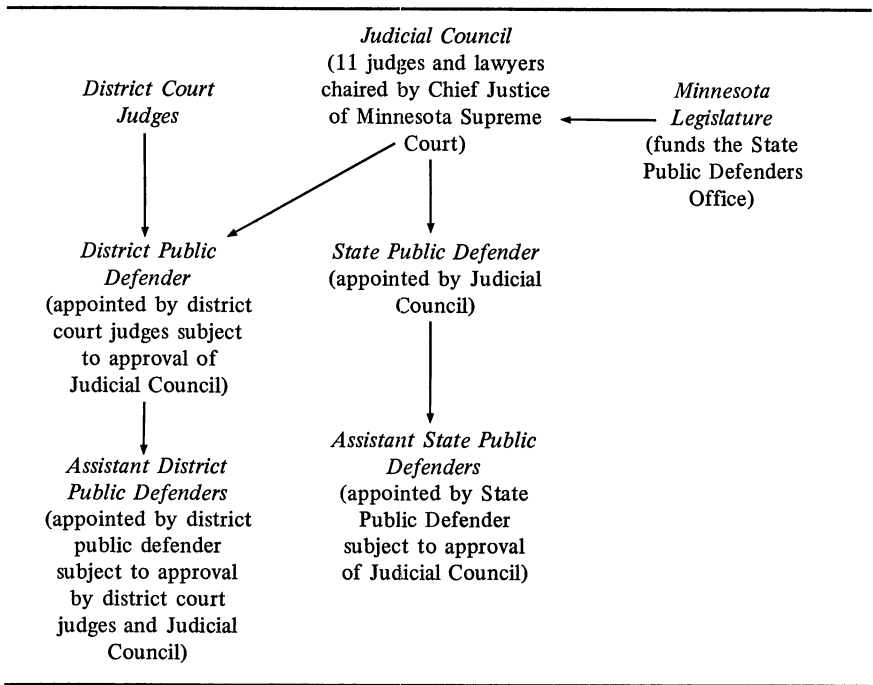 Judicial Council
(11 judges and lawyers
chaired by Chief Justice
of Minnesota Supreme
Court)
District Court
Judges
Minnesota
Legislature
(funds the State
Public Defenders
Office)
District Public
Defender
(appointed by district
court judges subject
to approval of
Judicial Council)
State Public Defender
(appointed by Judicial
Council)
Assistant District
Public Defenders
(appointed by district
public defender
subject to approval
by district court
judges and Judicial
Council)
Assistant State Public
Defenders
(appointed by State
Public Defender
subject to approval
of Judicial Council)